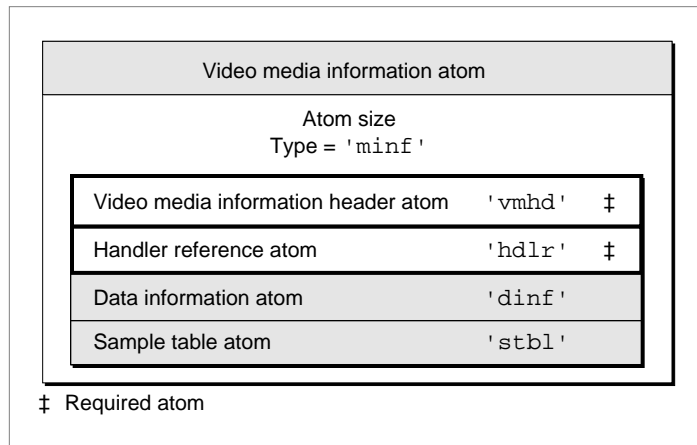 Video media information atom
Atom size
Type = 'minf'
Video media information header atom 'vmhd' ‡
Handler reference atom 'hdlr' ‡
Data information atom 'dinf'
Sample table atom 'stbl'
‡ Required atom